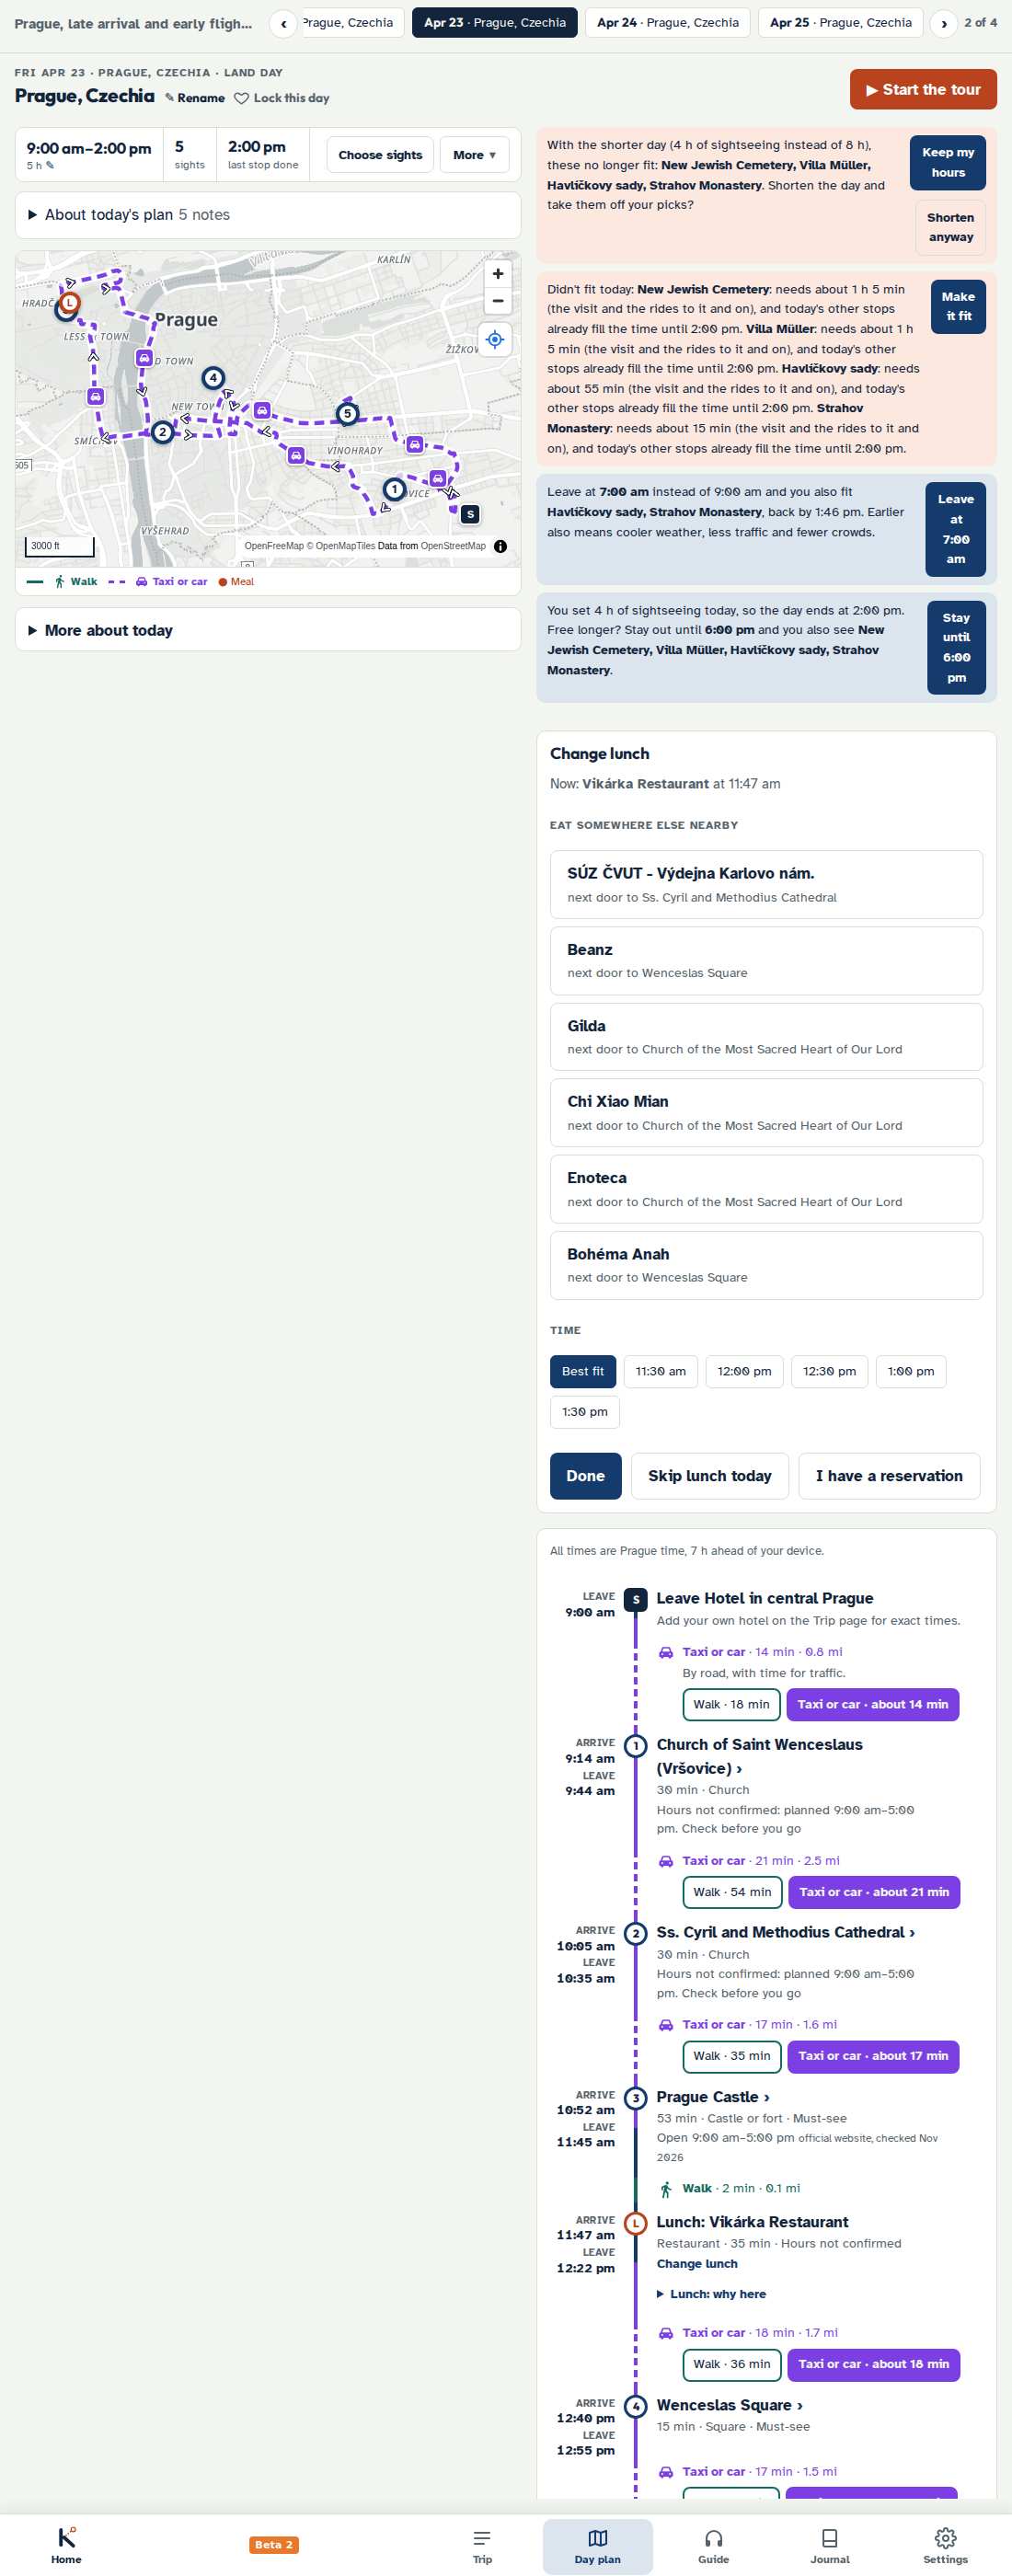 Prague, late arrival and early fligh...
‹
Prague, Czechia
Apr 23 · Prague, Czechia
Apr 24 · Prague, Czechia
Apr 25 · Prague, Czechia
›
2 of 4
FRI APR 23 · PRAGUE, CZECHIA · LAND DAY
Prague, Czechia
✎ Rename
Lock this day
▶ Start the tour
9:00 am–2:00 pm
5 h ✎
5
sights
2:00 pm
last stop done
Choose sights
More ▼
▶ About today's plan 5 notes
KARLÍN
HRADČ
L
Prague
LESS
TOWN
D TOWN
ŽIŽKOV
4
NEW TOW
5
2
SMÍCHOV
VINOHRADY
505
1
OVICE
S
VYŠEHRAD
3000 ft
OpenFreeMap © OpenMapTiles Data from OpenStreetMap
Walk
Taxi or car
Meal
▶ More about today
With the shorter day (4 h of sightseeing instead of 8 h),
these no longer fit: New Jewish Cemetery, Villa Müller,
Havlíčkovy sady, Strahov Monastery. Shorten the day and
take them off your picks?
Keep my
hours
Shorten
anyway
Didn't fit today: New Jewish Cemetery: needs about 1 h 5 min
(the visit and the rides to it and on), and today's other stops
already fill the time until 2:00 pm. Villa Müller: needs about 1 h
5 min (the visit and the rides to it and on), and today's other
stops already fill the time until 2:00 pm. Havlíčkovy sady: needs
about 55 min (the visit and the rides to it and on), and today's
other stops already fill the time until 2:00 pm. Strahov
Monastery: needs about 15 min (the visit and the rides to it and
on), and today's other stops already fill the time until 2:00 pm.
Make
it fit
Leave at 7:00 am instead of 9:00 am and you also fit
Havlíčkovy sady, Strahov Monastery, back by 1:46 pm. Earlier
also means cooler weather, less traffic and fewer crowds.
Leave
at
7:00
am
You set 4 h of sightseeing today, so the day ends at 2:00 pm.
Free longer? Stay out until 6:00 pm and you also see New
Jewish Cemetery, Villa Müller, Havlíčkovy sady, Strahov
Monastery.
Stay
until
6:00
pm
Change lunch
Now: Vikárka Restaurant at 11:47 am
EAT SOMEWHERE ELSE NEARBY
SÚZ ČVUT - Výdejna Karlovo nám.
next door to Ss. Cyril and Methodius Cathedral
Beanz
next door to Wenceslas Square
Gilda
next door to Church of the Most Sacred Heart of Our Lord
Chi Xiao Mian
next door to Church of the Most Sacred Heart of Our Lord
Enoteca
next door to Church of the Most Sacred Heart of Our Lord
Bohéma Anah
next door to Wenceslas Square
TIME
Best fit
11:30 am
12:00 pm
12:30 pm
1:00 pm
1:30 pm
Done
Skip lunch today
I have a reservation
All times are Prague time, 7 h ahead of your device.
LEAVE
9:00 am
S
Leave Hotel in central Prague
Add your own hotel on the Trip page for exact times.
Taxi or car · 14 min · 0.8 mi
By road, with time for traffic.
Walk · 18 min
Taxi or car · about 14 min
ARRIVE
9:14 am
LEAVE
9:44 am
1
Church of Saint Wenceslaus
(Vršovice) ›
30 min · Church
Hours not confirmed: planned 9:00 am–5:00
pm. Check before you go
Taxi or car · 21 min · 2.5 mi
Walk · 54 min
Taxi or car · about 21 min
ARRIVE
10:05 am
LEAVE
10:35 am
2
Ss. Cyril and Methodius Cathedral ›
30 min · Church
Hours not confirmed: planned 9:00 am–5:00
pm. Check before you go
Taxi or car · 17 min · 1.6 mi
Walk · 35 min
Taxi or car · about 17 min
ARRIVE
10:52 am
LEAVE
11:45 am
3
Prague Castle ›
53 min · Castle or fort · Must-see
Open 9:00 am–5:00 pm official website, checked Nov
2026
Walk · 2 min · 0.1 mi
ARRIVE
11:47 am
LEAVE
12:22 pm
L
Lunch: Vikárka Restaurant
Restaurant · 35 min · Hours not confirmed
Change lunch
▶ Lunch: why here
Taxi or car · 18 min · 1.7 mi
Walk · 36 min
Taxi or car · about 18 min
ARRIVE
12:40 pm
LEAVE
12:55 pm
4
Wenceslas Square ›
15 min · Square · Must-see
Taxi or car · 17 min · 1.5 mi
Home
Beta 2
Trip
Day plan
Guide
Journal
Settings